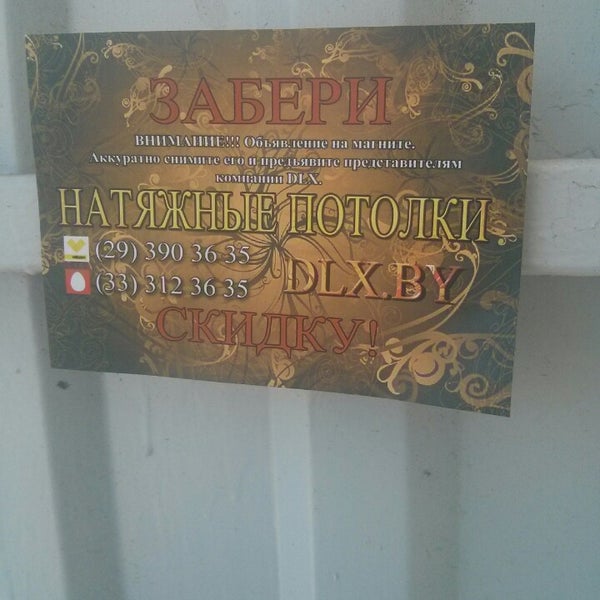 ЗАБЕРИ
ВНИМАНИЕ!!! Объявление на магните.
Аккуратно снимите его и предъявите представителям
компании DLX.
НАТЯЖНЫЕ ПОТОЛКИ
(29) 390 36 35
(33) 312 36 35
DLX.BY
СКИДКУ!